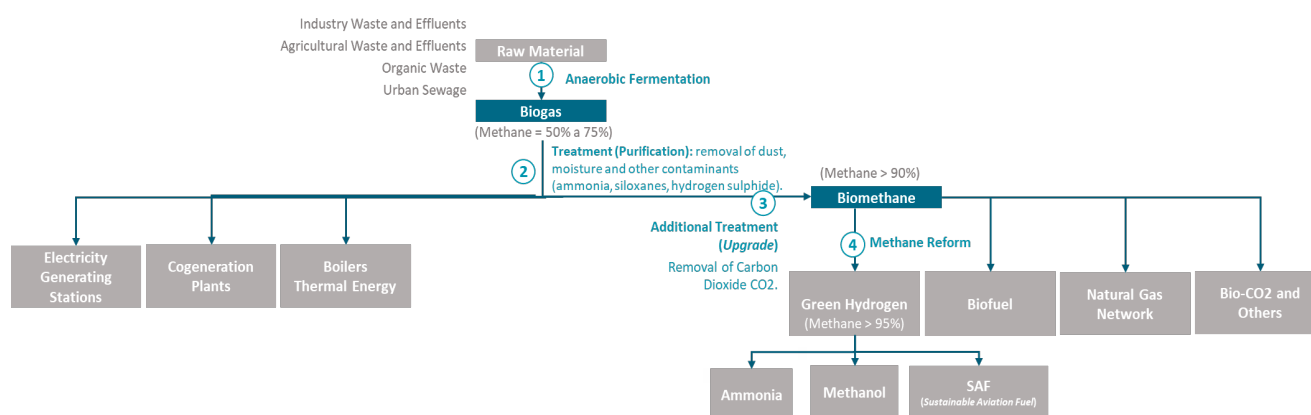 Industry Waste and Effluents
Agricultural Waste and Effluents
Organic Waste
Urban Sewage
Raw Material
1
Anaerobic Fermentation
Biogas
(Methane = 50% a 75%)
2
Treatment (Purification): removal of dust,
moisture and other contaminants
(ammonia, siloxanes, hydrogen sulphide).
3
Additional Treatment
(Upgrade)
Removal of Carbon
Dioxide CO2.
(Methane > 90%)
Biomethane
4
Methane Reform
Electricity
Generating
Stations
Cogeneration
Plants
Boilers
Thermal Energy
Green Hydrogen
(Methane > 95%)
Biofuel
Natural Gas
Network
Bio-CO2 and
Others
Ammonia
Methanol
SAF
(Sustainable Aviation Fuel)